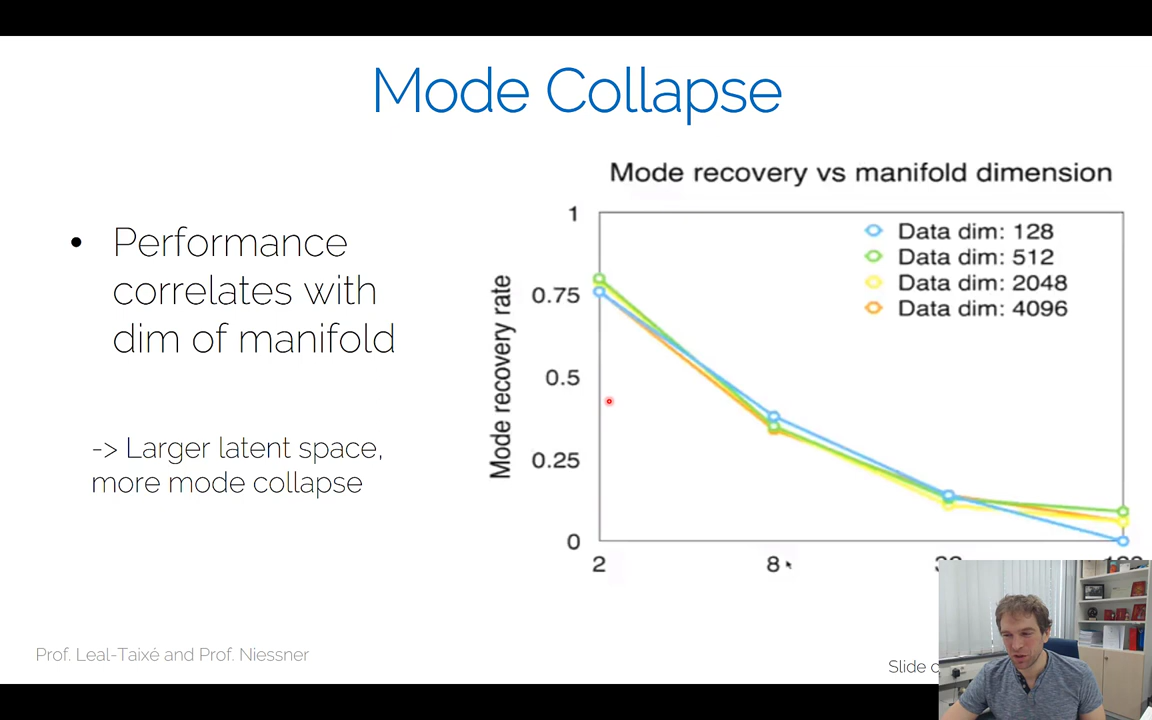 Mode Collapse
• Performance
correlates with
dim of manifold
-> Larger latent space,
more mode collapse
Mode recovery vs manifold dimension
Data dim: 128
Data dim: 512
Data dim: 2048
Data dim: 4096
Mode recovery rate
1
0.75
0.5
0.25
0
2
8
Prof. Leal-Taixé and Prof. Niessner
Slide